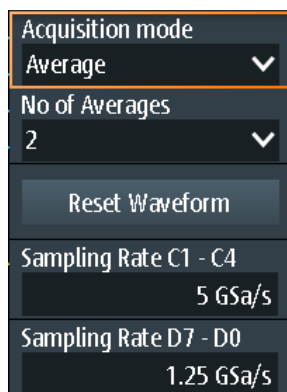 Acquisition mode
Average
No of Averages
2
Reset Waveform
Sampling Rate C1 - C4
5 GSa/s
Sampling Rate D7 - D0
1.25 GSa/s